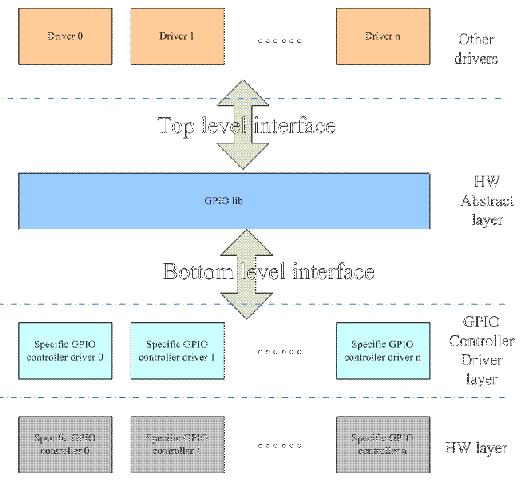 Driver 0
Driver 1
......
Driver n
Other
drivers
Top level interface
GPIO lib
HW
Abstract
layer
Bottom level interface
Specific GPIO
controller driver 0
Specific GPIO
controller driver 1
......
Specific GPIO
controller driver n
GPIO
Controller
Driver
layer
Specific GPIO
controller 0
Specific GPIO
controller 1
......
Specific GPIO
controller n
HW layer